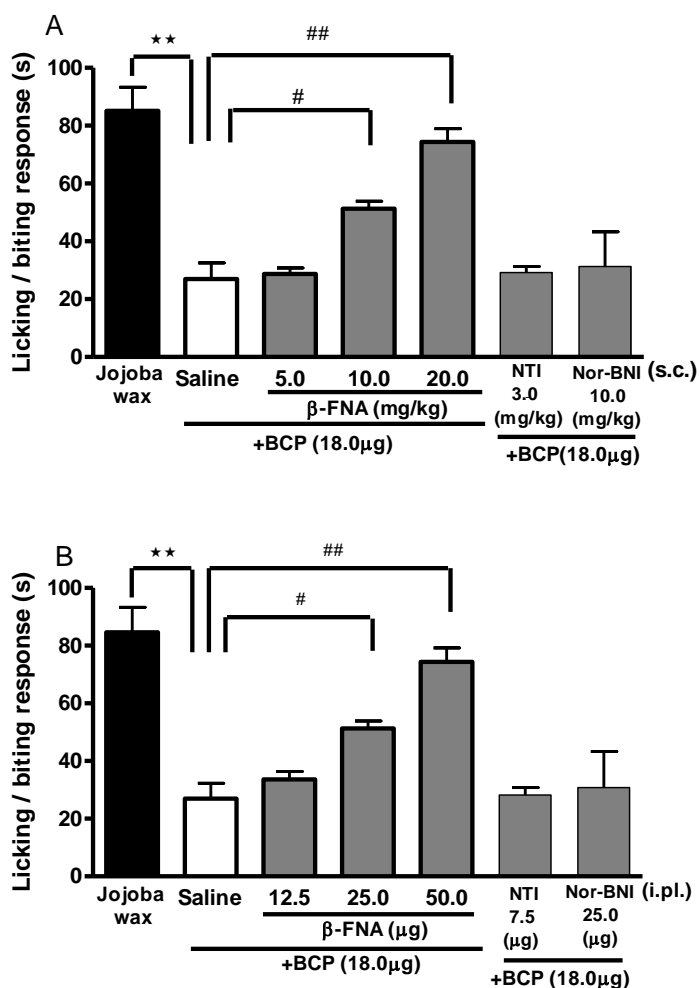 A
★★
##
#
Licking / biting response (s)
100
80
60
40
20
0
Jojoba wax
Saline
5.0 10.0 20.0
NTI 3.0 (mg/kg)
Nor-BNI 10.0 (mg/kg)
(s.c.)
β-FNA (mg/kg)
+BCP (18.0μg)
+BCP(18.0μg)
B
★★
##
#
Licking / biting response (s)
100
80
60
40
20
0
Jojoba wax
Saline
12.5 25.0 50.0
NTI 7.5 (μg)
Nor-BNI 25.0 (μg)
(i.pl.)
β-FNA (μg)
+BCP (18.0μg)
+BCP (18.0μg)